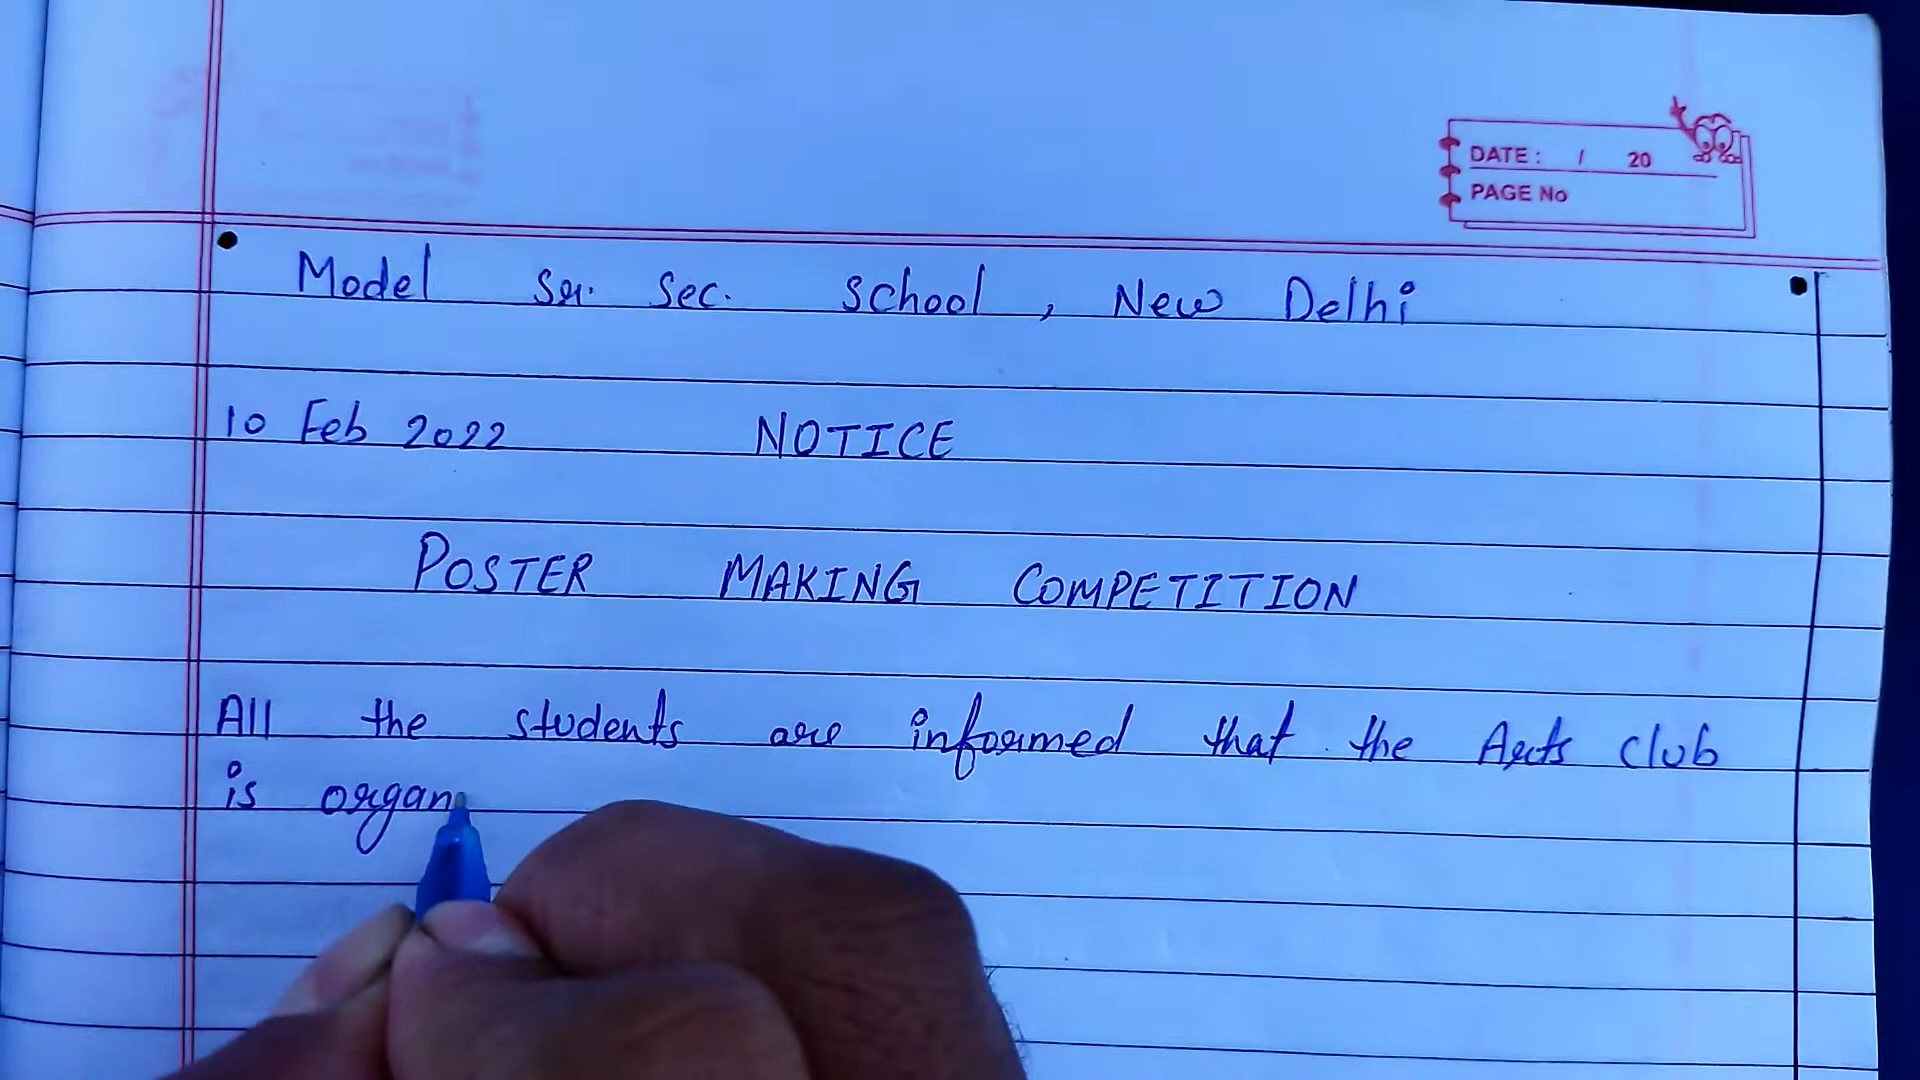 DATE: / 20
PAGE No
Model Sr. Sec. School, New Delhi
10 Feb 2022 NOTICE
POSTER MAKING COMPETITION
All the students are informed that the Arts club
is organ